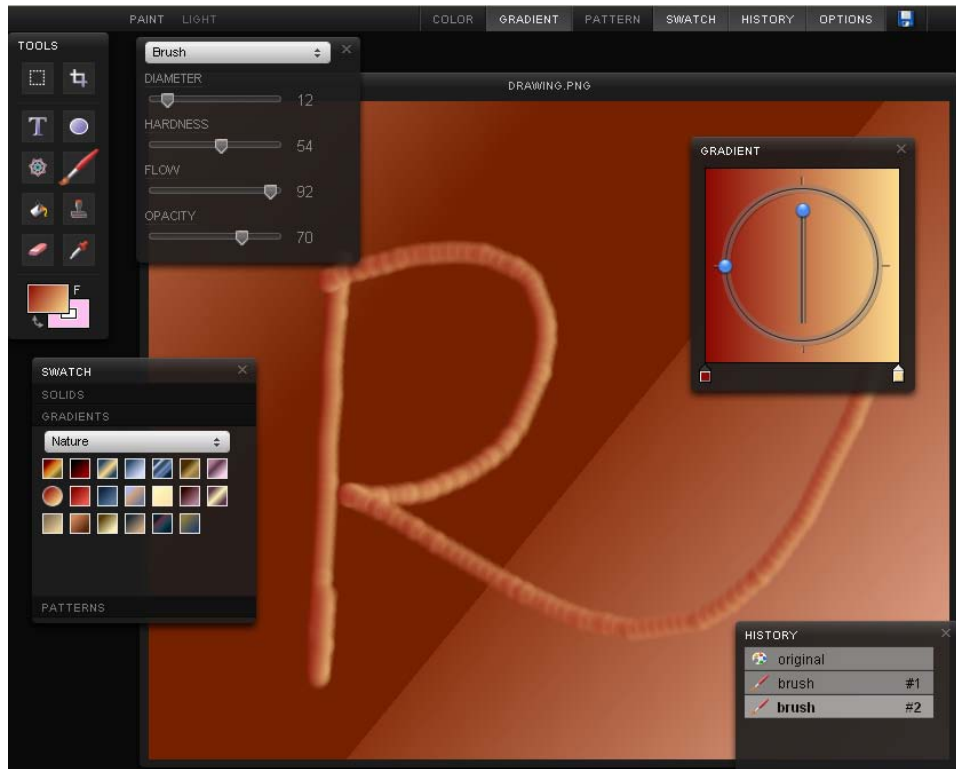 PAINT LIGHT COLOR GRADIENT PATTERN SWATCH HISTORY OPTIONS
TOOLS
T
F
Brush
DIAMETER
12
HARDNESS
54
FLOW
92
OPACITY
70
DRAWING.PNG
R
GRADIENT
SWATCH
SOLIDS
GRADIENTS
Nature
PATTERNS
HISTORY
original
brush #1
brush #2